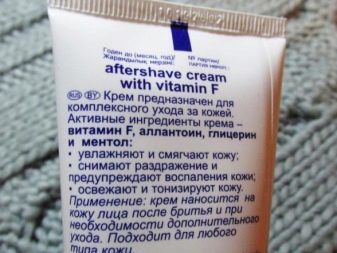 Годен до (месяц, год)/ № партии/
Жарамдылық мерзімі: партия нөмірі:
aftershave cream
with vitamin F
RUS BY Крем предназначен для
комплексного ухода за кожей.
Активные ингредиенты крема –
витамин F, аллантоин, глицерин
и ментол:
• увлажняют и смягчают кожу;
• снимают раздражение и
предупреждают воспаления кожи;
• освежают и тонизируют кожу.
Применение: крем наносится на
кожу лица после бритья и при
необходимости дополнительного
ухода. Подходит для любого
типа кожи.